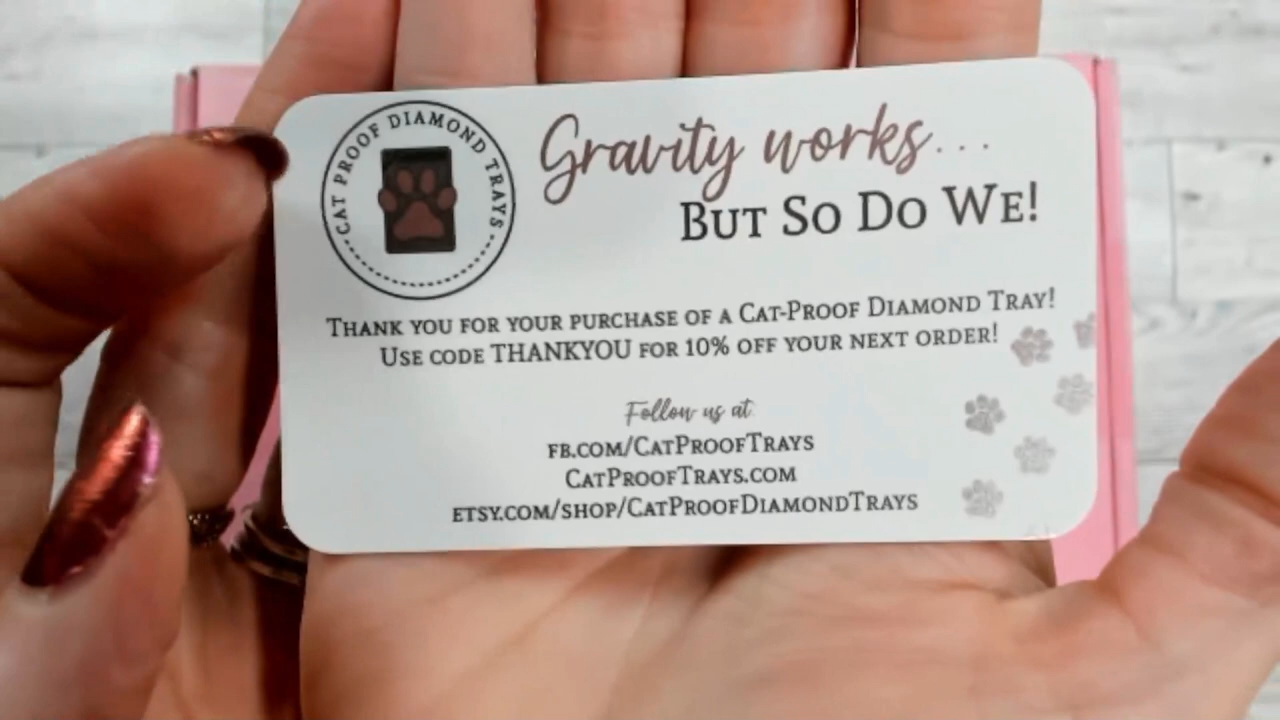 CAT PROOF DIAMOND TRAYS
Gravity works...
BUT SO DO WE!
THANK YOU FOR YOUR PURCHASE OF A CAT-PROOF DIAMOND TRAY!
USE CODE THANKYOU FOR 10% OFF YOUR NEXT ORDER!
Follow us at
FB.COM/CATPROOFTRAYS
CATPROOFTRAYS.COM
ETSY.COM/SHOP/CATPROOFDIAMONDTRAYS